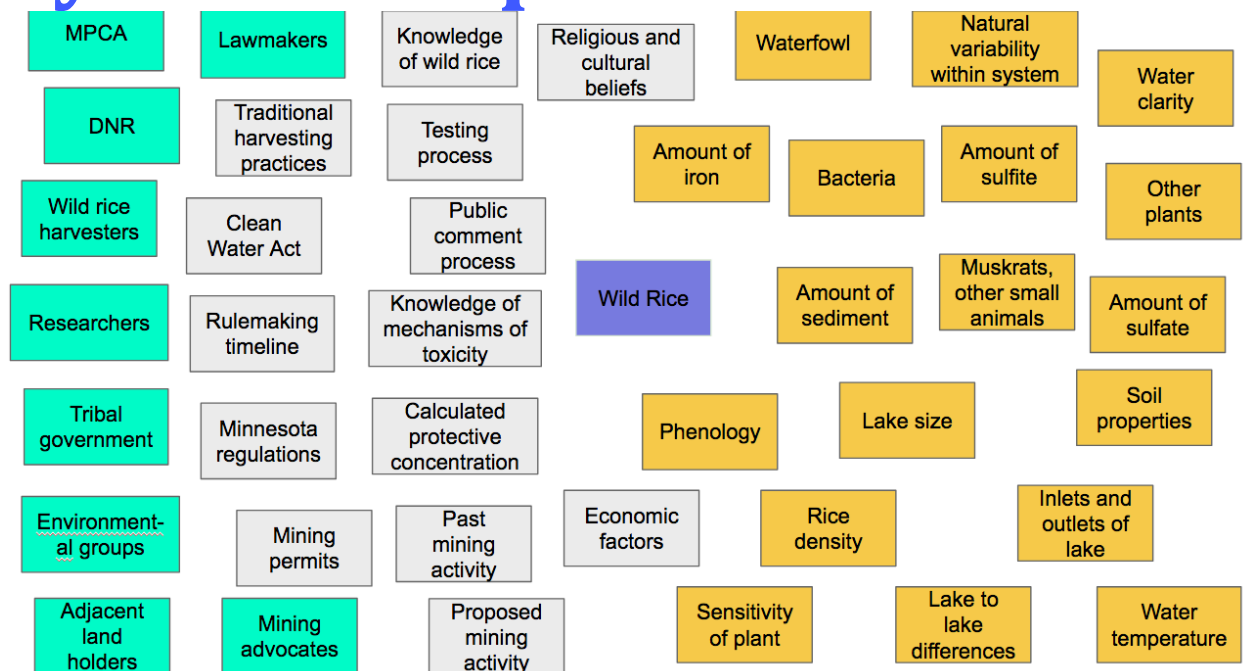 MPCA
Lawmakers
Knowledge
of wild rice
Religious and
cultural
beliefs
Waterfowl
Natural
variability
within system
Water
clarity
DNR
Traditional
harvesting
practices
Testing
process
Amount of
iron
Bacteria
Amount of
sulfite
Other
plants
Wild rice
harvesters
Clean
Water Act
Public
comment
process
Wild Rice
Amount of
sediment
Muskrats,
other small
animals
Amount of
sulfate
Researchers
Rulemaking
timeline
Knowledge of
mechanisms of
toxicity
Tribal
government
Minnesota
regulations
Calculated
protective
concentration
Phenology
Lake size
Soil
properties
Environment-
al groups
Mining
permits
Past
mining
activity
Economic
factors
Rice
density
Inlets and
outlets of
lake
Adjacent
land
holders
Mining
advocates
Proposed
mining
activity
Sensitivity
of plant
Lake to
lake
differences
Water
temperature